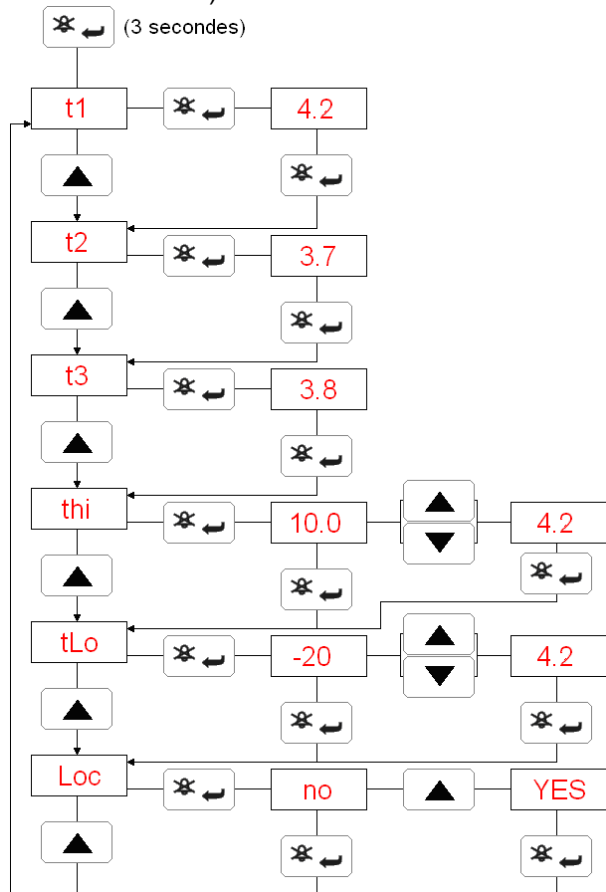 (3 secondes)
t1 4.2
t2 3.7
t3 3.8
thi 10.0 4.2
tLo -20 4.2
Loc no YES